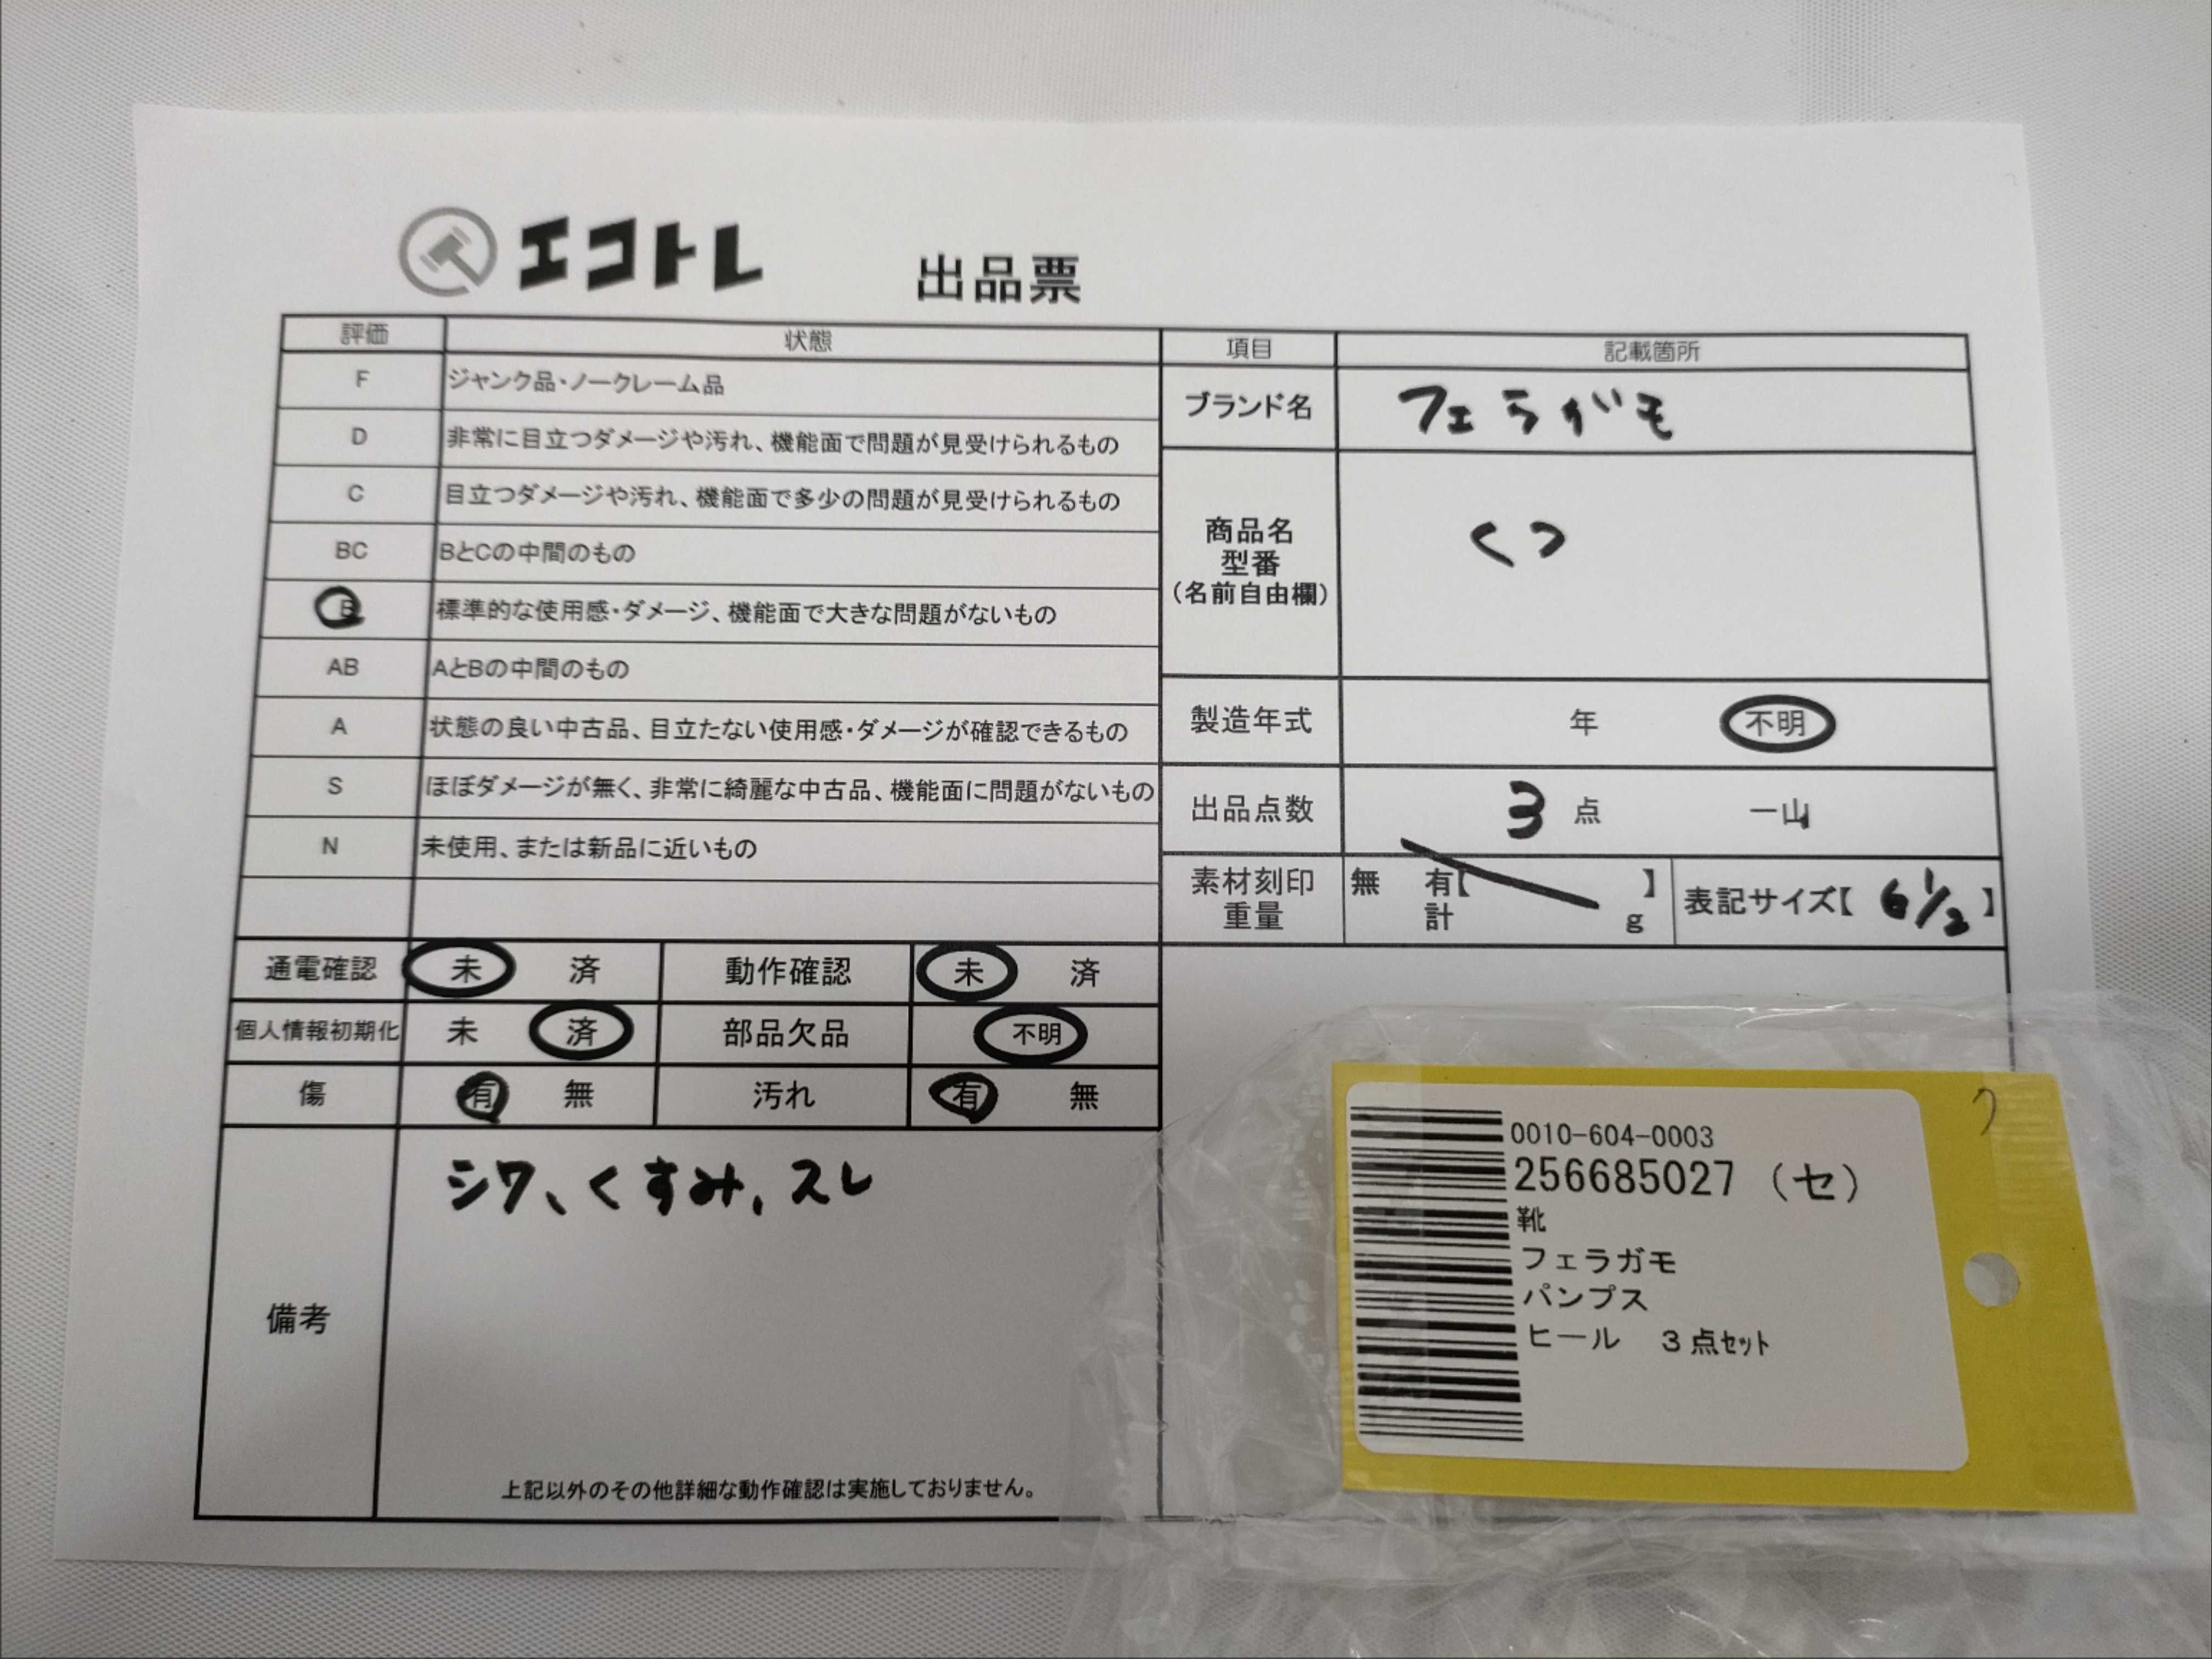 エコトレ 出品票
評価 状態
F ジャンク品・ノークレーム品
D 非常に目立つダメージや汚れ、機能面で問題が見受けられるもの
C 目立つダメージや汚れ、機能面で多少の問題が見受けられるもの
BC BとCの中間のもの
B 標準的な使用感・ダメージ、機能面で大きな問題がないもの
AB AとBの中間のもの
A 状態の良い中古品、目立たない使用感・ダメージが確認できるもの
S ほぼダメージが無く、非常に綺麗な中古品、機能面に問題がないもの
N 未使用、または新品に近いもの
項目 記載箇所
ブランド名 フェラガモ
商品名
型番
(名前自由欄)
くつ
製造年式 年 不明
出品点数 3 点 一山
素材刻印 無 有【 】
重量 計 g
表記サイズ【 6 1/2 】
通電確認 未 済 動作確認 未 済
個人情報初期化 未 済 部品欠品 不明
傷 有 無 汚れ 有 無
備考
シワ、くすみ、スレ
上記以外のその他詳細な動作確認は実施しておりません。
0010-604-0003
256685027 (セ)
靴
フェラガモ
パンプス
ヒール 3点セット